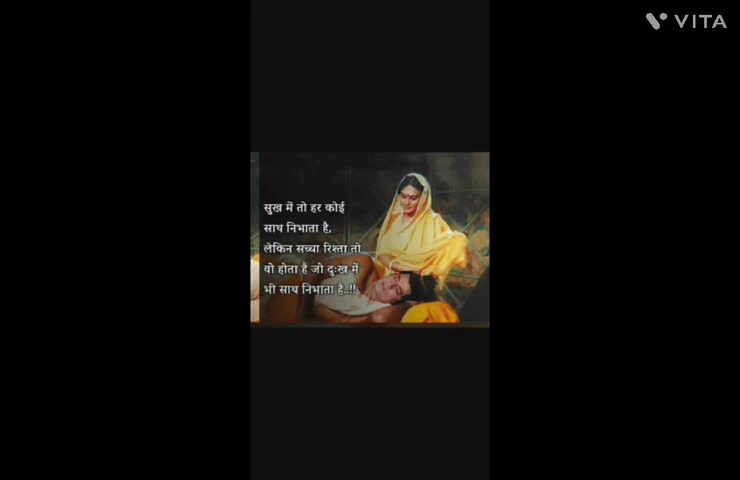 VITA
सुख में तो हर कोई
साथ निभाता है,
लेकिन सच्चा रिश्ता तो
वो होता है जो दुःख में
भी साथ निभाता है..!!